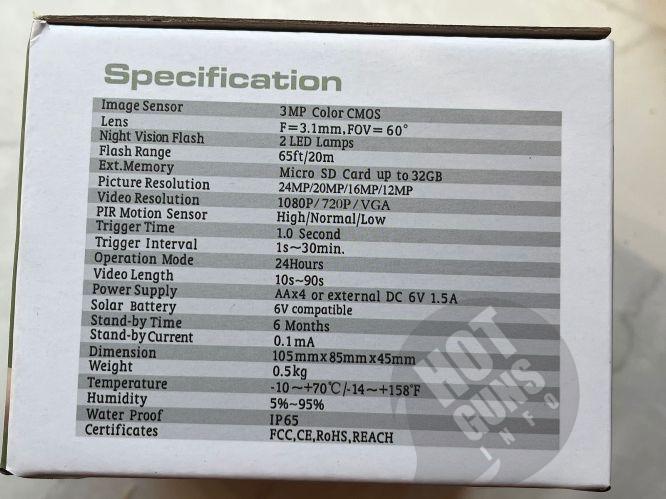 Specification
Image Sensor 3MP Color CMOS
Lens F=3.1mm,FOV= 60°
Night Vision Flash 2 LED Lamps
Flash Range 65ft/20m
Ext.Memory Micro SD Card up to 32GB
Picture Resolution 24MP/20MP/16MP/12MP
Video Resolution 1080P/720P/VGA
PIR Motion Sensor High/Normal/Low
Trigger Time 1.0 Second
Trigger Interval 1s~30min.
Operation Mode 24Hours
Video Length 10s~90s
Power Supply AAx4 or external DC 6V 1.5A
Solar Battery 6V compatible
Stand-by Time 6 Months
Stand-by Current 0.1mA
Dimension 105mmx85mmx45mm
Weight 0.5kg
Temperature -10~+70℃/-14~+158℉
Humidity 5%~95%
Water Proof IP65
Certificates FCC,CE,RoHS,REACH
HOT
GUNS
INFO